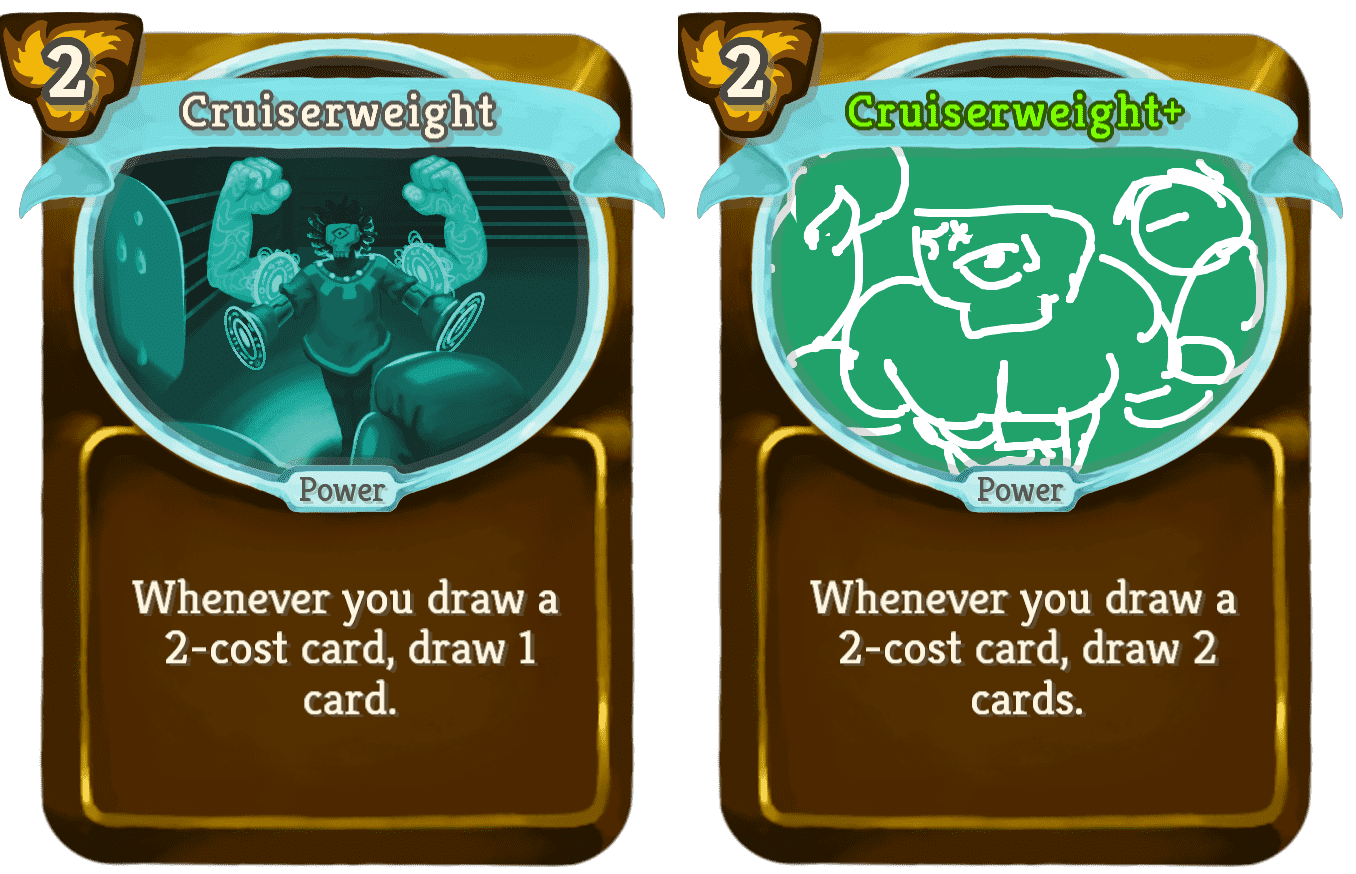 2
Cruiserweight
Power
Whenever you draw a
2-cost card, draw 1
card.
2
Cruiserweight+
Power
Whenever you draw a
2-cost card, draw 2
cards.